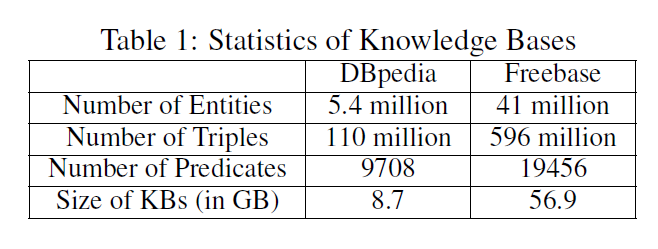 Table 1: Statistics of Knowledge Bases
DBpedia Freebase
Number of Entities 5.4 million 41 million
Number of Triples 110 million 596 million
Number of Predicates 9708 19456
Size of KBs (in GB) 8.7 56.9